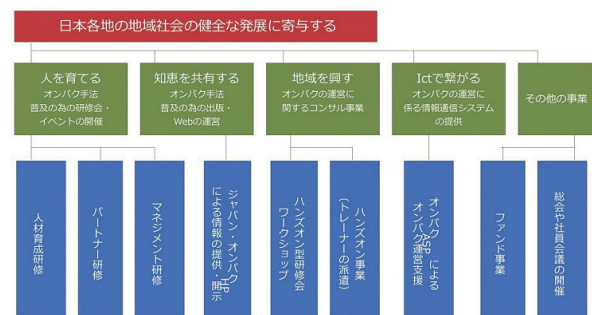 日本各地の地域社会の健全な発展に寄与する
人を育てる
オンパク手法
普及の為の研修会・
イベントの開催
知恵を共有する
オンパク手法
普及の為の出版・
Webの運営
地域を興す
オンパクの運営に
関するコンサル事業
Ictで繋がる
オンパクの運営に
係る情報通信システム
の提供
その他の事業
人材育成研修
パートナー研修
マネジメント研修
ジャパン・オンパクHP
による情報の提供・開示
ハンズオン型研修会
ワークショップ
ハンズオン事業
(トレーナーの派遣)
オンパクASPによる
オンパク運営支援
ファンド事業
総会や社員会議の開催